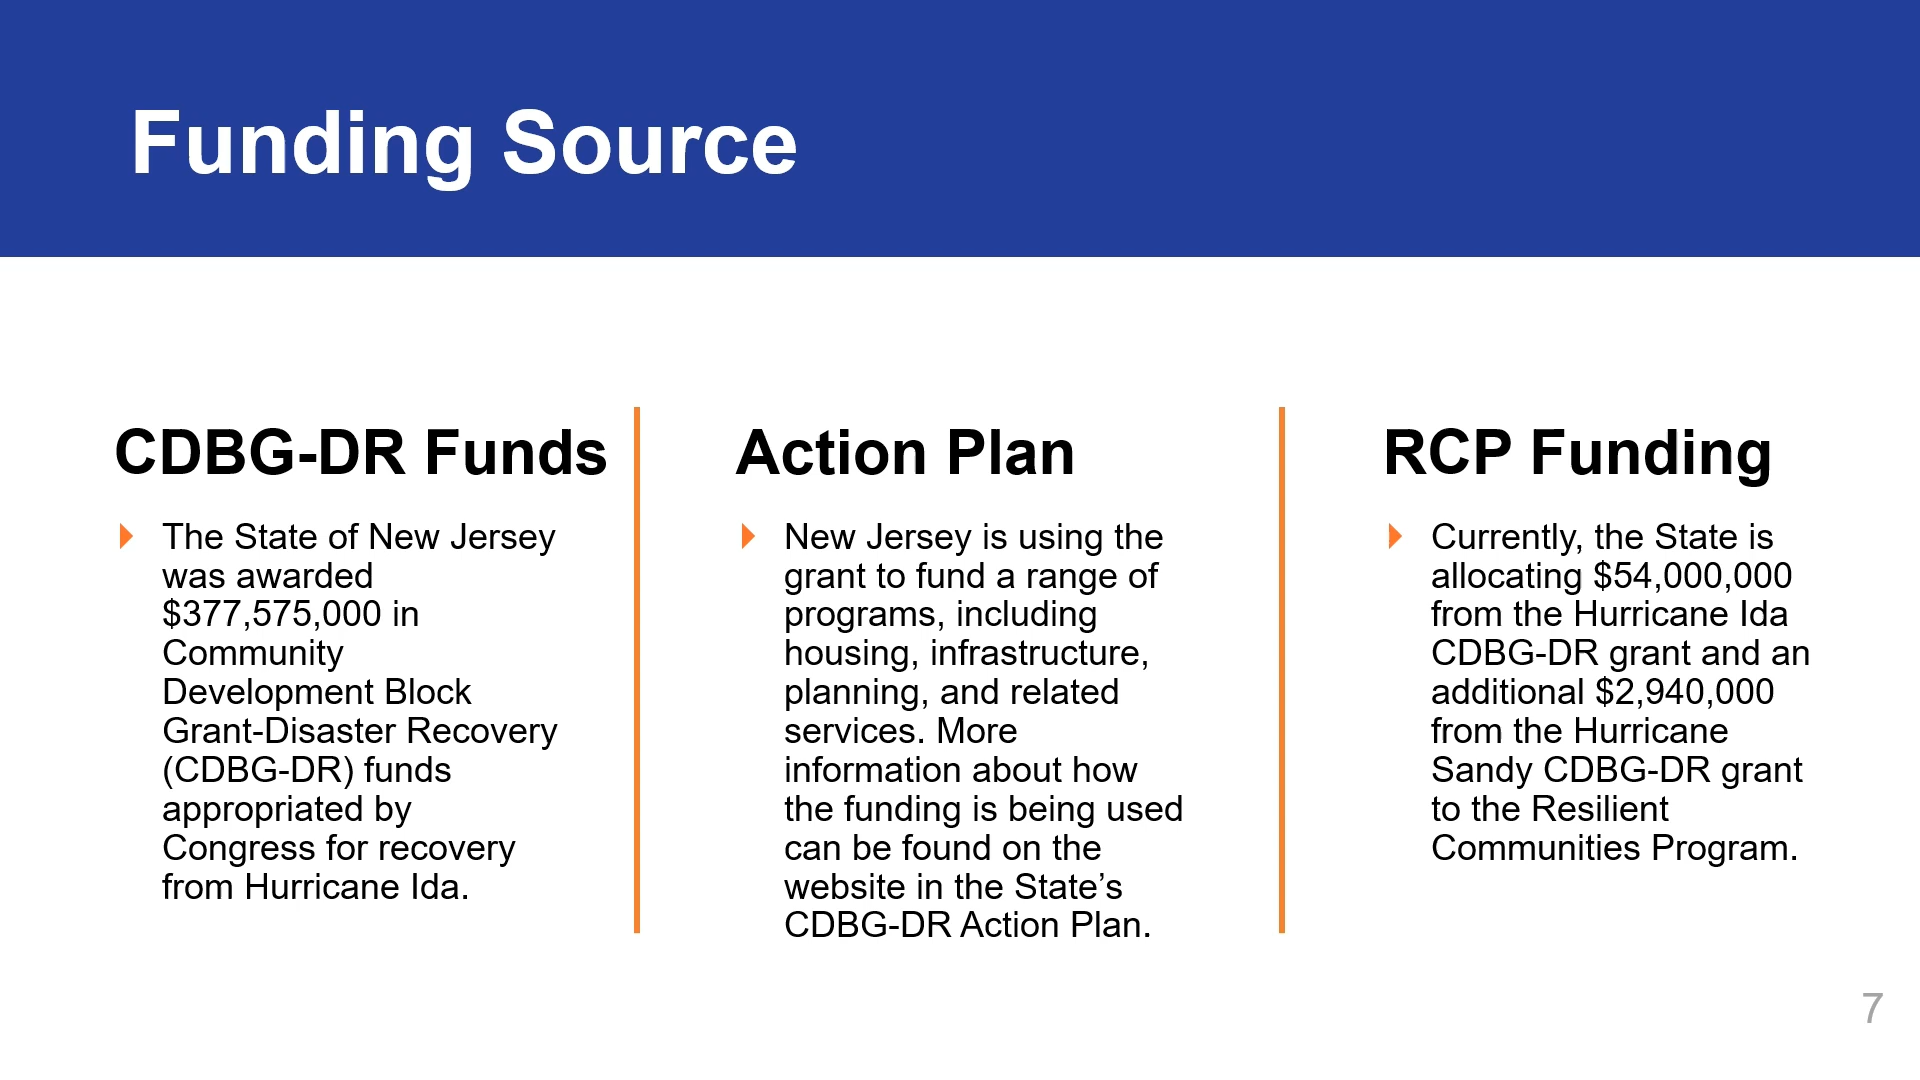 Funding Source
CDBG-DR Funds
The State of New Jersey
was awarded
$377,575,000 in
Community
Development Block
Grant-Disaster Recovery
(CDBG-DR) funds
appropriated by
Congress for recovery
from Hurricane Ida.
Action Plan
New Jersey is using the
grant to fund a range of
programs, including
housing, infrastructure,
planning, and related
services. More
information about how
the funding is being used
can be found on the
website in the State’s
CDBG-DR Action Plan.
RCP Funding
Currently, the State is
allocating $54,000,000
from the Hurricane Ida
CDBG-DR grant and an
additional $2,940,000
from the Hurricane
Sandy CDBG-DR grant
to the Resilient
Communities Program.
7